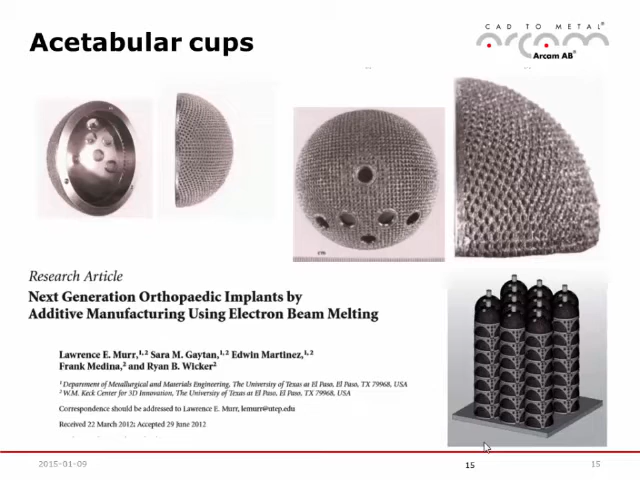 Acetabular cups
CAD TO METAL®
arcam
Arcam AB®
Research Article
Next Generation Orthopaedic Implants by
Additive Manufacturing Using Electron Beam Melting
Lawrence E. Murr,1,2 Sara M. Gaytan,1,2 Edwin Martinez,1,2
Frank Medina,2 and Ryan B. Wicker2
1 Department of Metallurgical and Materials Engineering, The University of Texas at El Paso, El Paso, TX 79968, USA
2 W.M. Keck Center for 3D Innovation, The University of Texas at El Paso, El Paso, TX 79968, USA
Correspondence should be addressed to Lawrence E. Murr, lemurr@utep.edu
Received 22 March 2012; Accepted 29 June 2012
2015-01-09
15
15